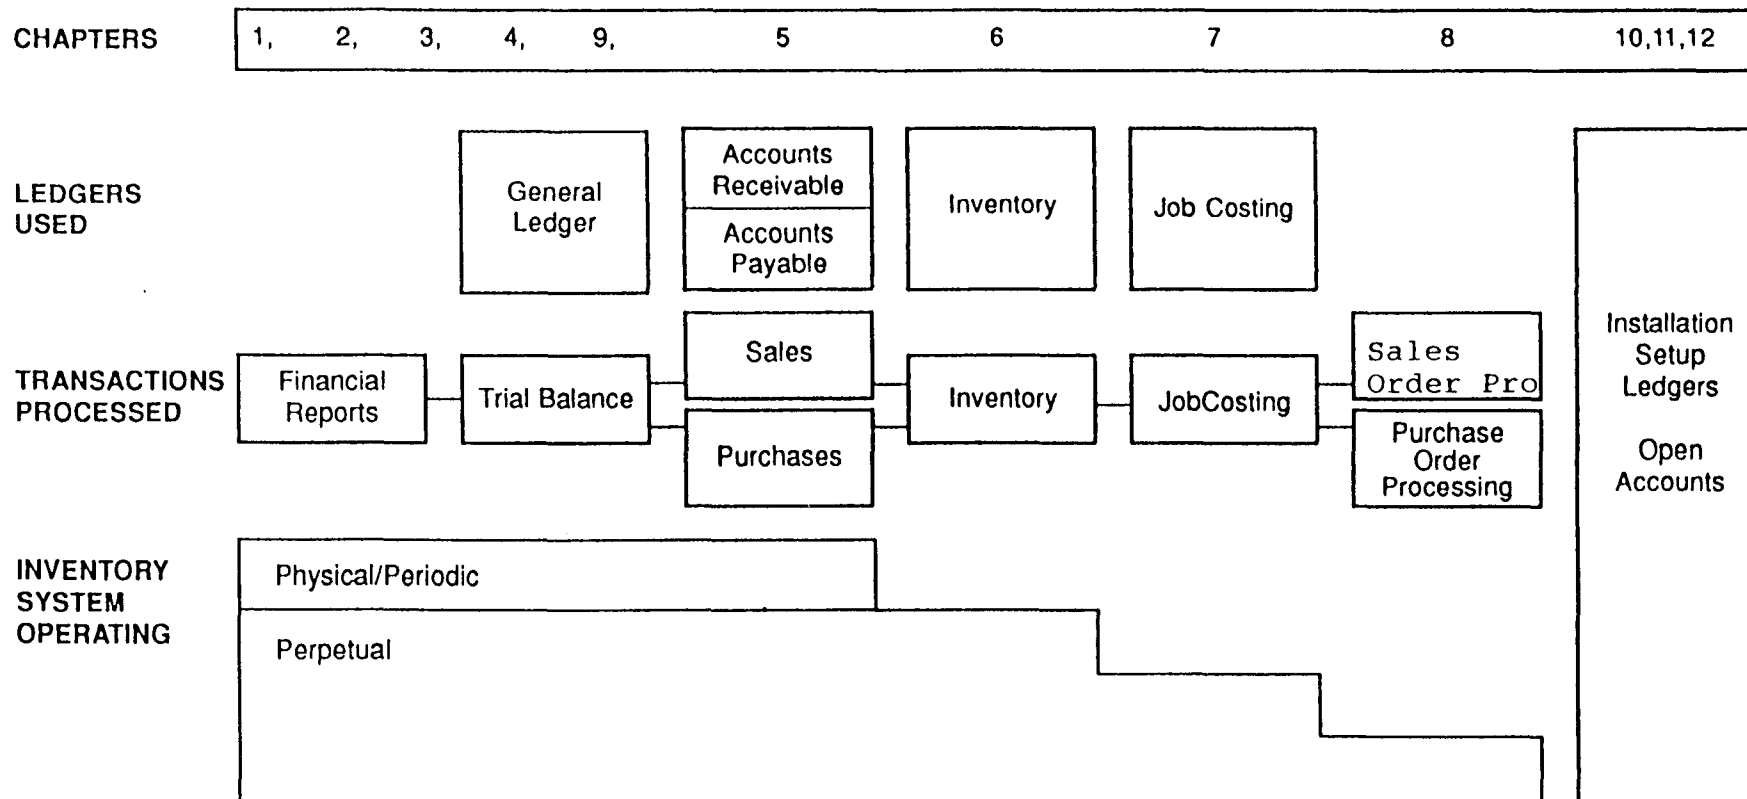 CHAPTERS 1, 2, 3, 4, 9, 5 6 7 8 10,11,12
LEDGERS
USED
General
Ledger
Accounts
Receivable
Accounts
Payable
Inventory
Job Costing
TRANSACTIONS
PROCESSED
Financial
Reports
Trial Balance
Sales
Purchases
Inventory
JobCosting
Sales
Order Pro
Purchase
Order
Processing
Installation
Setup
Ledgers
Open
Accounts
INVENTORY
SYSTEM
OPERATING
Physical/Periodic
Perpetual